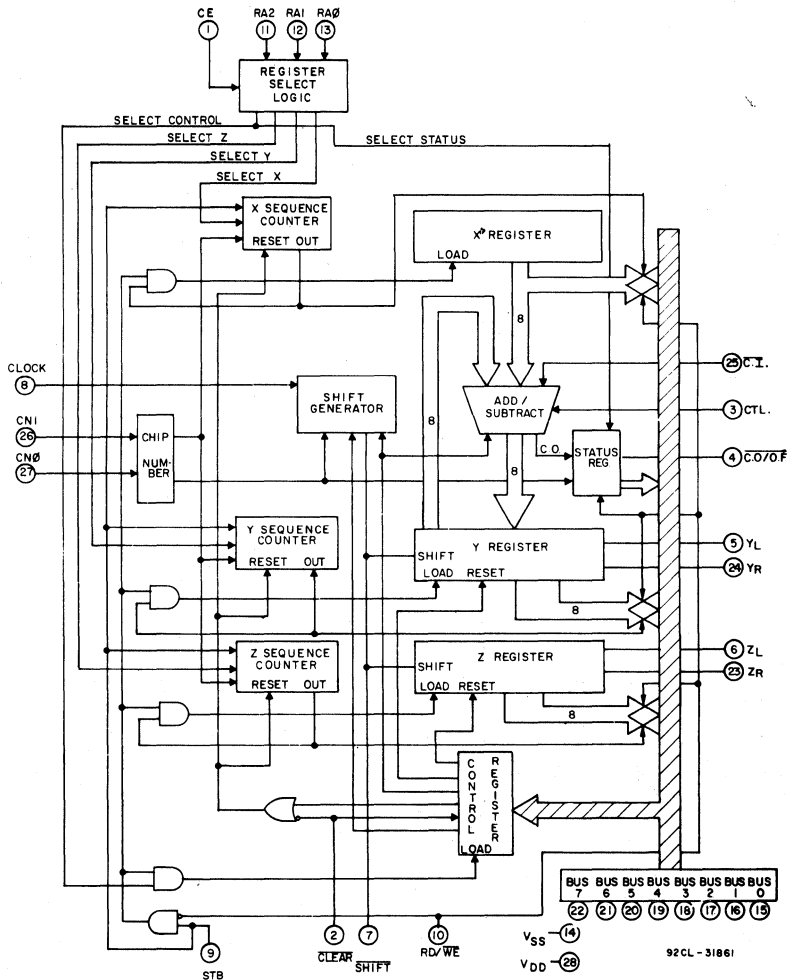 CE
1
RA2
11
RA1
12
RAØ
13
REGISTER
SELECT
LOGIC
SELECT CONTROL
SELECT Z
SELECT Y
SELECT X
SELECT STATUS
X SEQUENCE
COUNTER
RESET OUT
X REGISTER
LOAD
8
8
CLOCK
8
CN1
26
CNØ
27
CHIP
NUM-
BER
SHIFT
GENERATOR
ADD /
SUBTRACT
C.O.
8
STATUS
REG
25 C.I.
3 CTL.
4 C.O/O.F
Y SEQUENCE
COUNTER
RESET OUT
SHIFT Y REGISTER
LOAD RESET
8
5 YL
24 YR
Z SEQUENCE
COUNTER
RESET OUT
SHIFT Z REGISTER
LOAD RESET
8
6 ZL
23 ZR
CONTROL
REGISTER
LOAD
BUS BUS BUS BUS BUS BUS BUS BUS
7 6 5 4 3 2 1 0
22 21 20 19 18 17 16 15
9
STB
2
CLEAR
7
SHIFT
10
RD/WE
VSS 14
VDD 28
92CL-31861